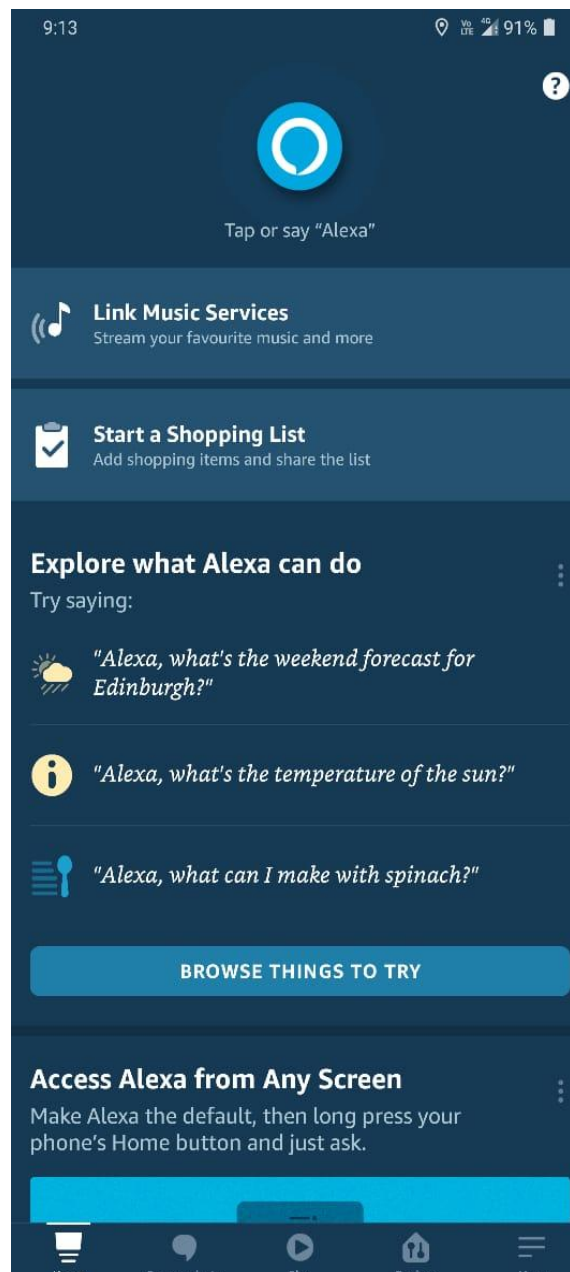 9:13
Vo LTE 4G 91%
?
Tap or say “Alexa”
Link Music Services
Stream your favourite music and more
Start a Shopping List
Add shopping items and share the list
Explore what Alexa can do
Try saying:
"Alexa, what's the weekend forecast for
Edinburgh?"
"Alexa, what's the temperature of the sun?"
"Alexa, what can I make with spinach?"
BROWSE THINGS TO TRY
Access Alexa from Any Screen
Make Alexa the default, then long press your
phone’s Home button and just ask.